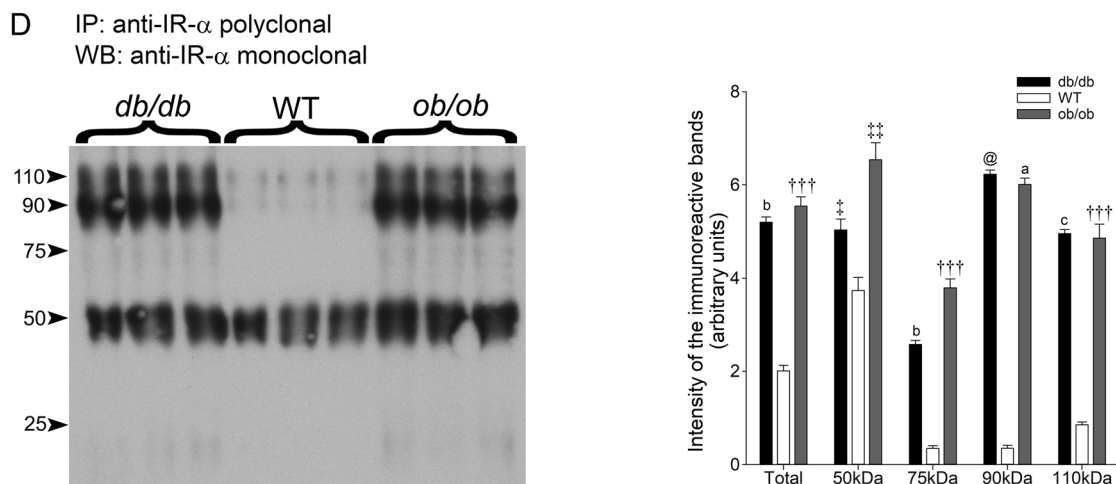 D
IP: anti-IR-α polyclonal
WB: anti-IR-α monoclonal
db/db WT ob/ob
110
90
75
50
25
db/db
WT
ob/ob
Intensity of the immunoreactive bands
(arbitrary units)
8
6
4
2
0
b ††† ‡ ‡‡ b ††† @ a c †††
Total 50kDa 75kDa 90kDa 110kDa